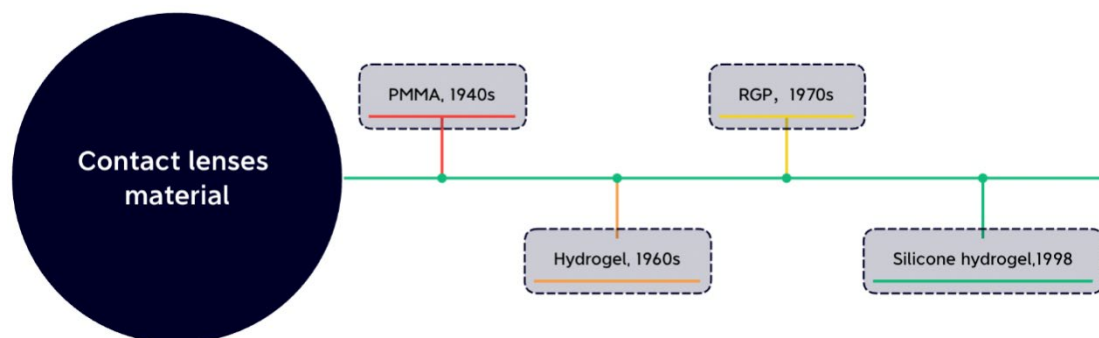 Contact lenses
material
PMMA, 1940s
Hydrogel, 1960s
RGP, 1970s
Silicone hydrogel,1998